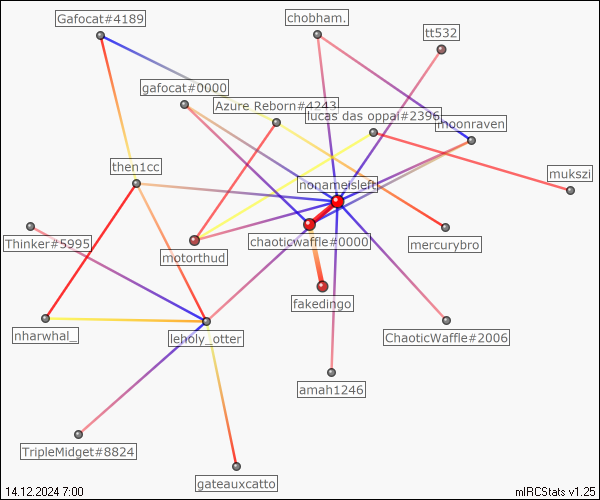 Gafocat#4189
chobham.
tt532
gafocat#0000
Azure Reborn#4243
lucas das oppal#2396
moonraven
then1cc
nonameisleft
mukszi
Thinker#5995
motorthud
chaoticwaffle#0000
mercurybro
fakedingo
nharwhal_
leholy_otter
ChaoticWaffle#2006
amah1246
TripleMidget#8824
gateauxcatto
14.12.2024 7:00
mIRCStats v1.25